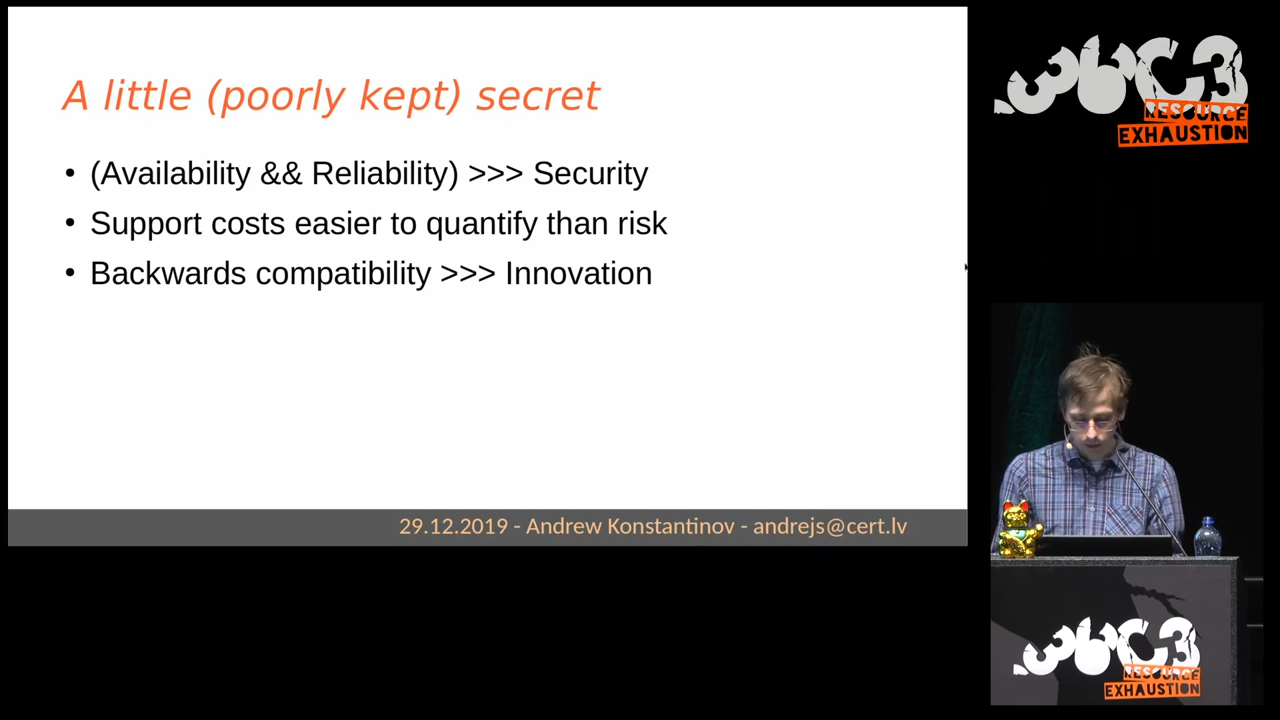 A little (poorly kept) secret
• (Availability && Reliability) >>> Security
• Support costs easier to quantify than risk
• Backwards compatibility >>> Innovation
29.12.2019 - Andrew Konstantinov - andrejs@cert.lv
36C3
RESOURCE
EXHAUSTION
36C3
RESOURCE
EXHAUSTION